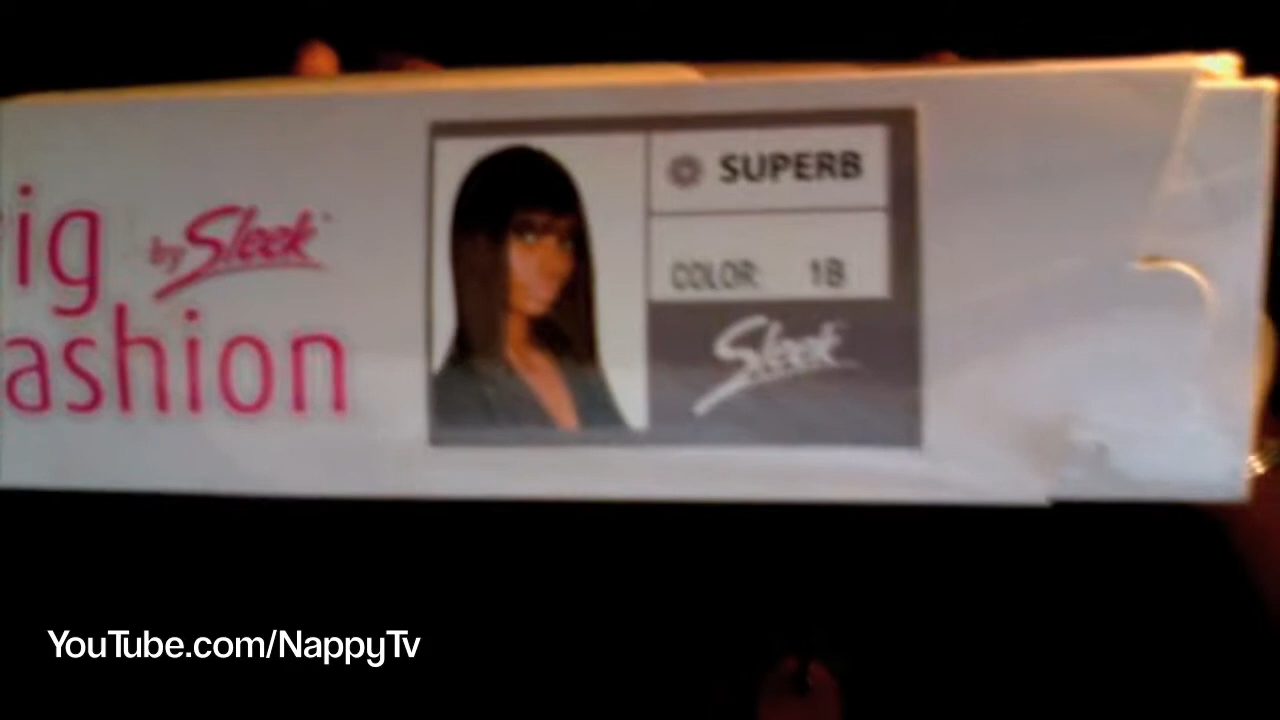 ig by Sleek
ashion
SUPERB
COLOR: 1B
Sleek
YouTube.com/NappyTv